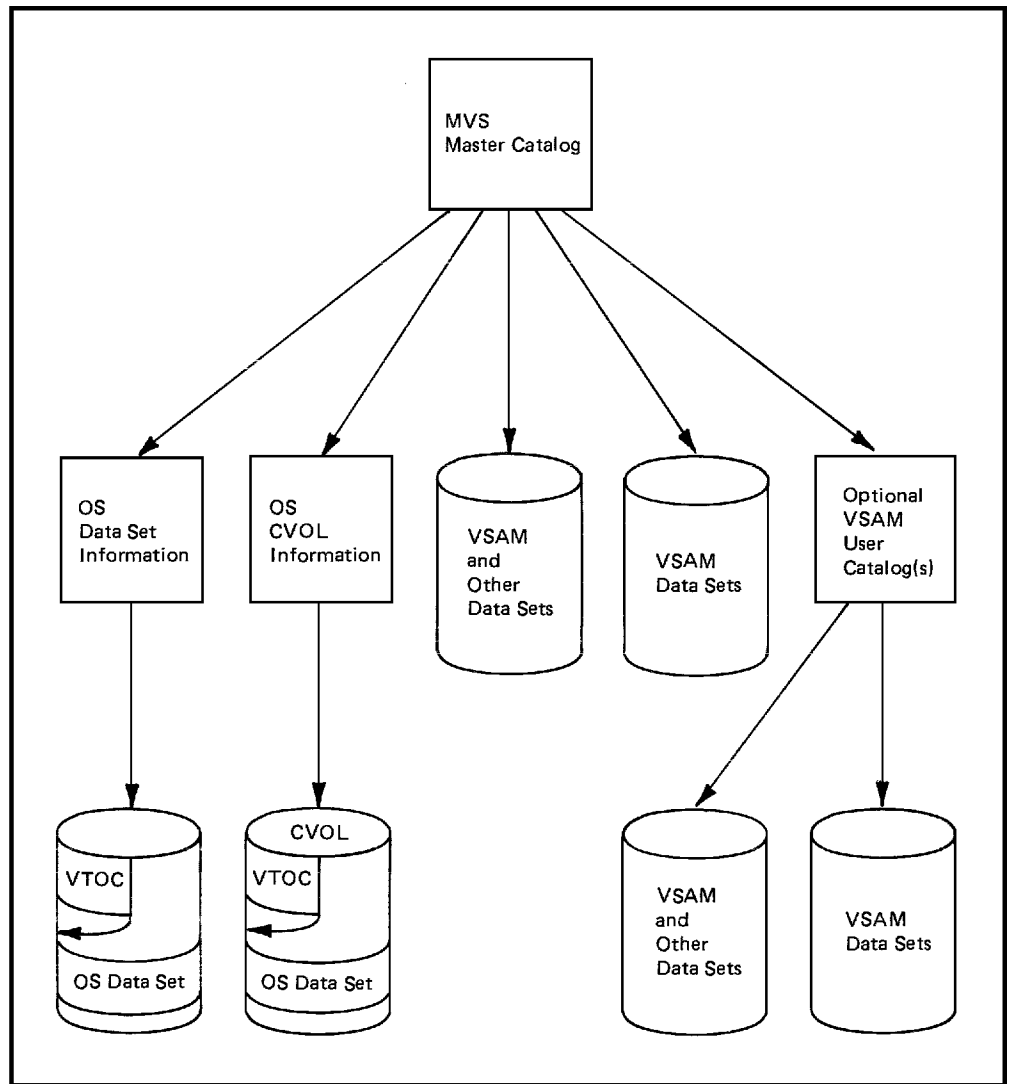 MVS
Master Catalog
OS
Data Set
Information
OS
CVOL
Information
VSAM
and
Other
Data Sets
VSAM
Data Sets
Optional
VSAM
User
Catalog(s)
VTOC
OS Data Set
CVOL
VTOC
OS Data Set
VSAM
and
Other
Data Sets
VSAM
Data Sets